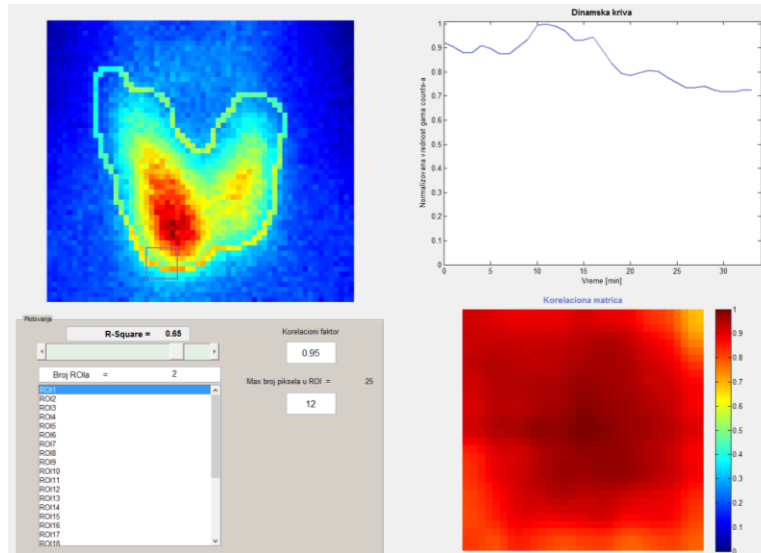 Dinamska kriva
Normalizovana vrednost gama counts-a
1
0.9
0.8
0.7
0.6
0.5
0.4
0.3
0.2
0.1
0
0 5 10 15 20 25 30
Vreme [min]
Plotovanje
R-Square = 0.65
Korelacioni faktor
0.95
Broj ROIa = 2
Max broj piksela u ROI = 25
12
ROI1
ROI2
ROI3
ROI4
ROI5
ROI6
ROI7
ROI8
ROI9
ROI10
ROI11
ROI12
ROI13
ROI14
ROI15
ROI16
ROI17
ROI18
Korelaciona matrica
1
0.9
0.8
0.7
0.6
0.5
0.4
0.3
0.2
0.1
0